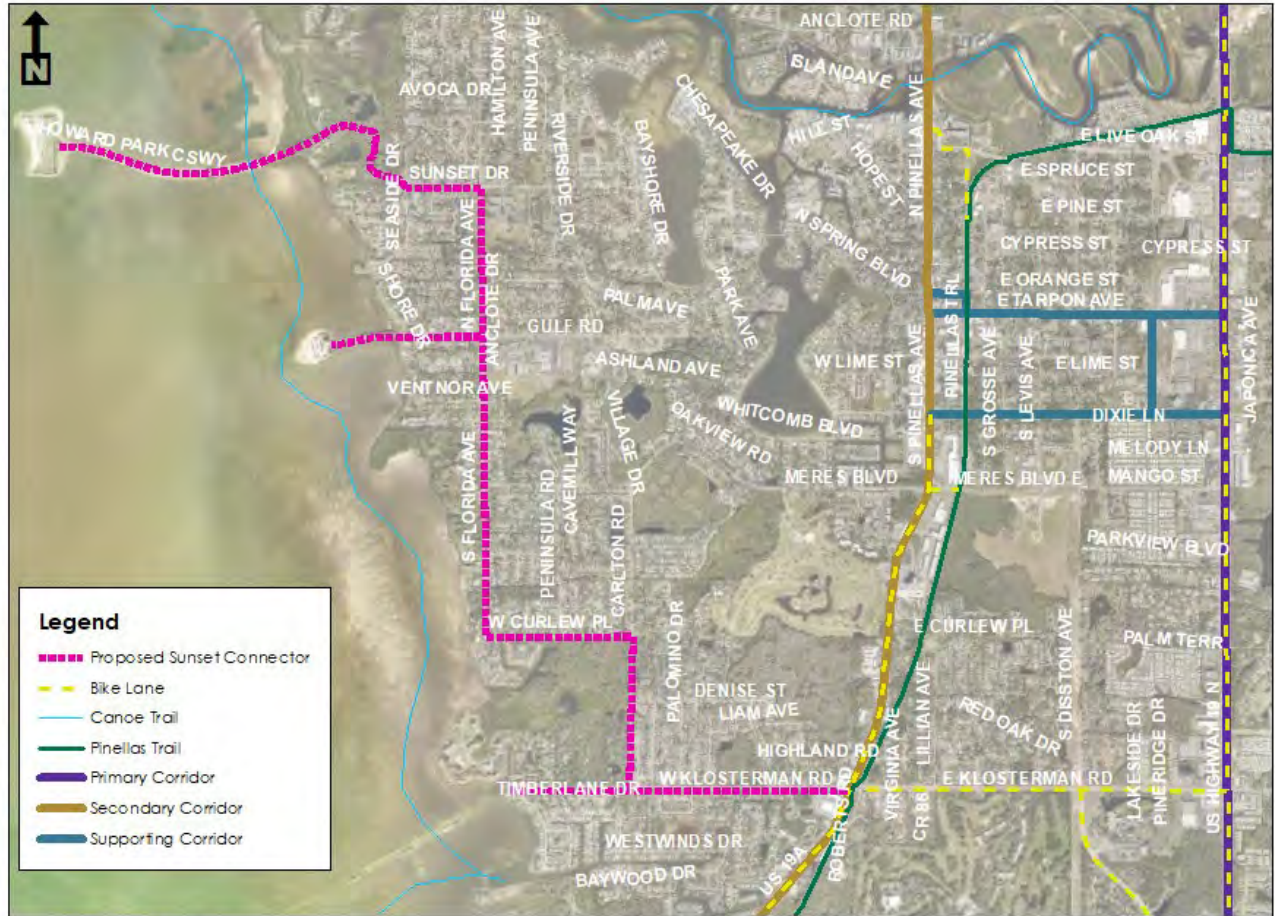 N
ANCLOTE RD
HAMILTON AVE
PENINSULA AVE
AVOCA DR
ISLAND AVE
CHESAPEAKE DR
HILL ST
HOPE ST
N PINELLAS AVE
HOWARD PARK CSWY
RIVERSIDE DR
BAYSHORE DR
E LIVE OAK ST
SUNSET DR
E SPRUCE ST
SEASIDE DR
E PINE ST
N SPRING BLVD
CYPRESS ST
CYPRESS ST
N FLORIDA AVE
SHORE DR
ANCLOTE DR
PALM AVE
PARK AVE
E ORANGE ST
E TARPON AVE
GULF RD
PINELLAS TRL
JAPONICA AVE
ASHLAND AVE
W LIME ST
S PINELLAS AVE
S GROSSE AVE
S LEVIS AVE
E LIME ST
VENTNOR AVE
VILLAGE DR
WHITCOMB BLVD
OAKVIEW RD
DIXIE LN
CAVEMILL WAY
MELODY LN
S FLORIDA AVE
MERES BLVD
MERES BLVD E
MANGO ST
PENINSULA RD
CARLTON RD
PARKVIEW BLVD
W CURLEW PL
E CURLEW PL
PALM TERR
PALOMINO DR
DENISE ST
LIAM AVE
LILLIAN AVE
RED OAK DR
S DISSTON AVE
HIGHLAND RD
VIRGINIA AVE
LAKESIDE DR
PINERIDGE DR
US HIGHWAY 19 N
TIMBERLANE DR
W KLOSTERMAN RD
E KLOSTERMAN RD
ROBERTS RD
CR 880
WESTWINDS DR
US 19A
BAYWOOD DR
Legend
Proposed Sunset Connector
Bike Lane
Canoe Trail
Pinellas Trail
Primary Corridor
Secondary Corridor
Supporting Corridor